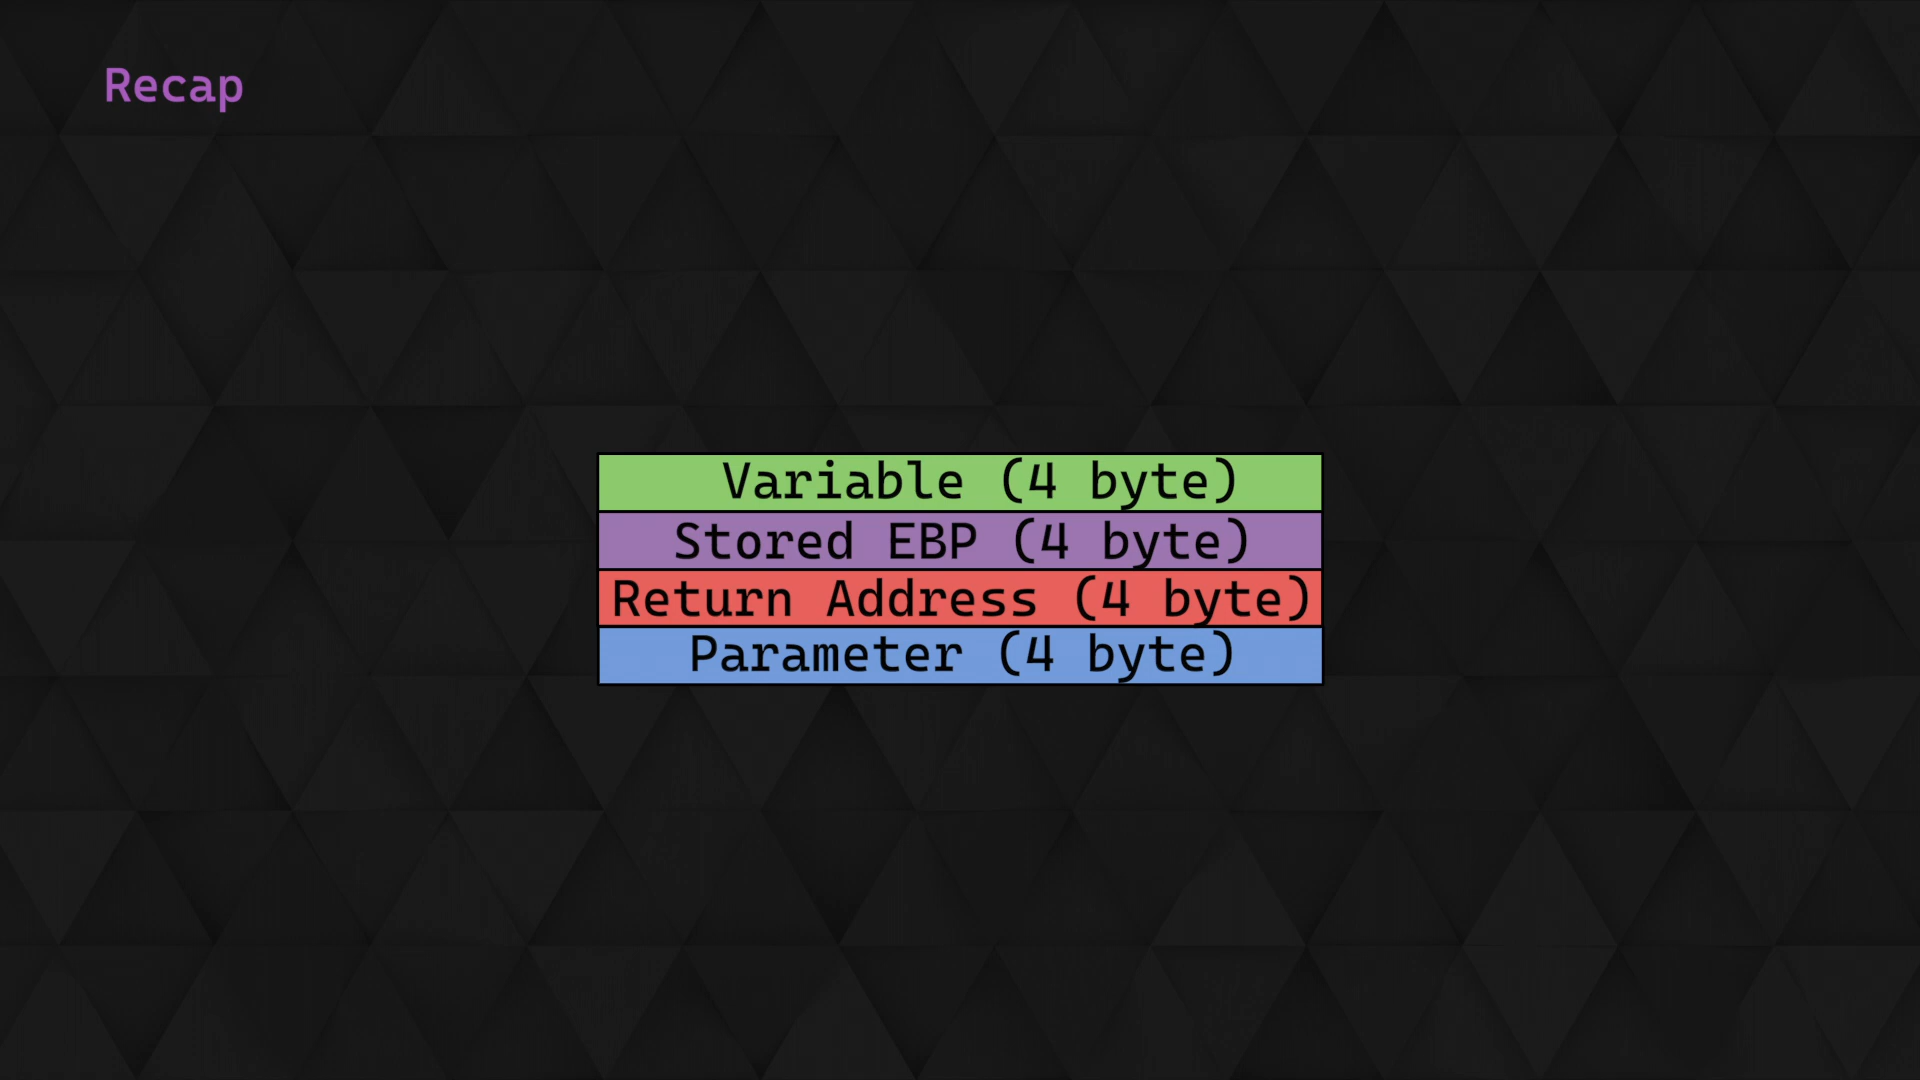 Recap
Variable (4 byte)
Stored EBP (4 byte)
Return Address (4 byte)
Parameter (4 byte)